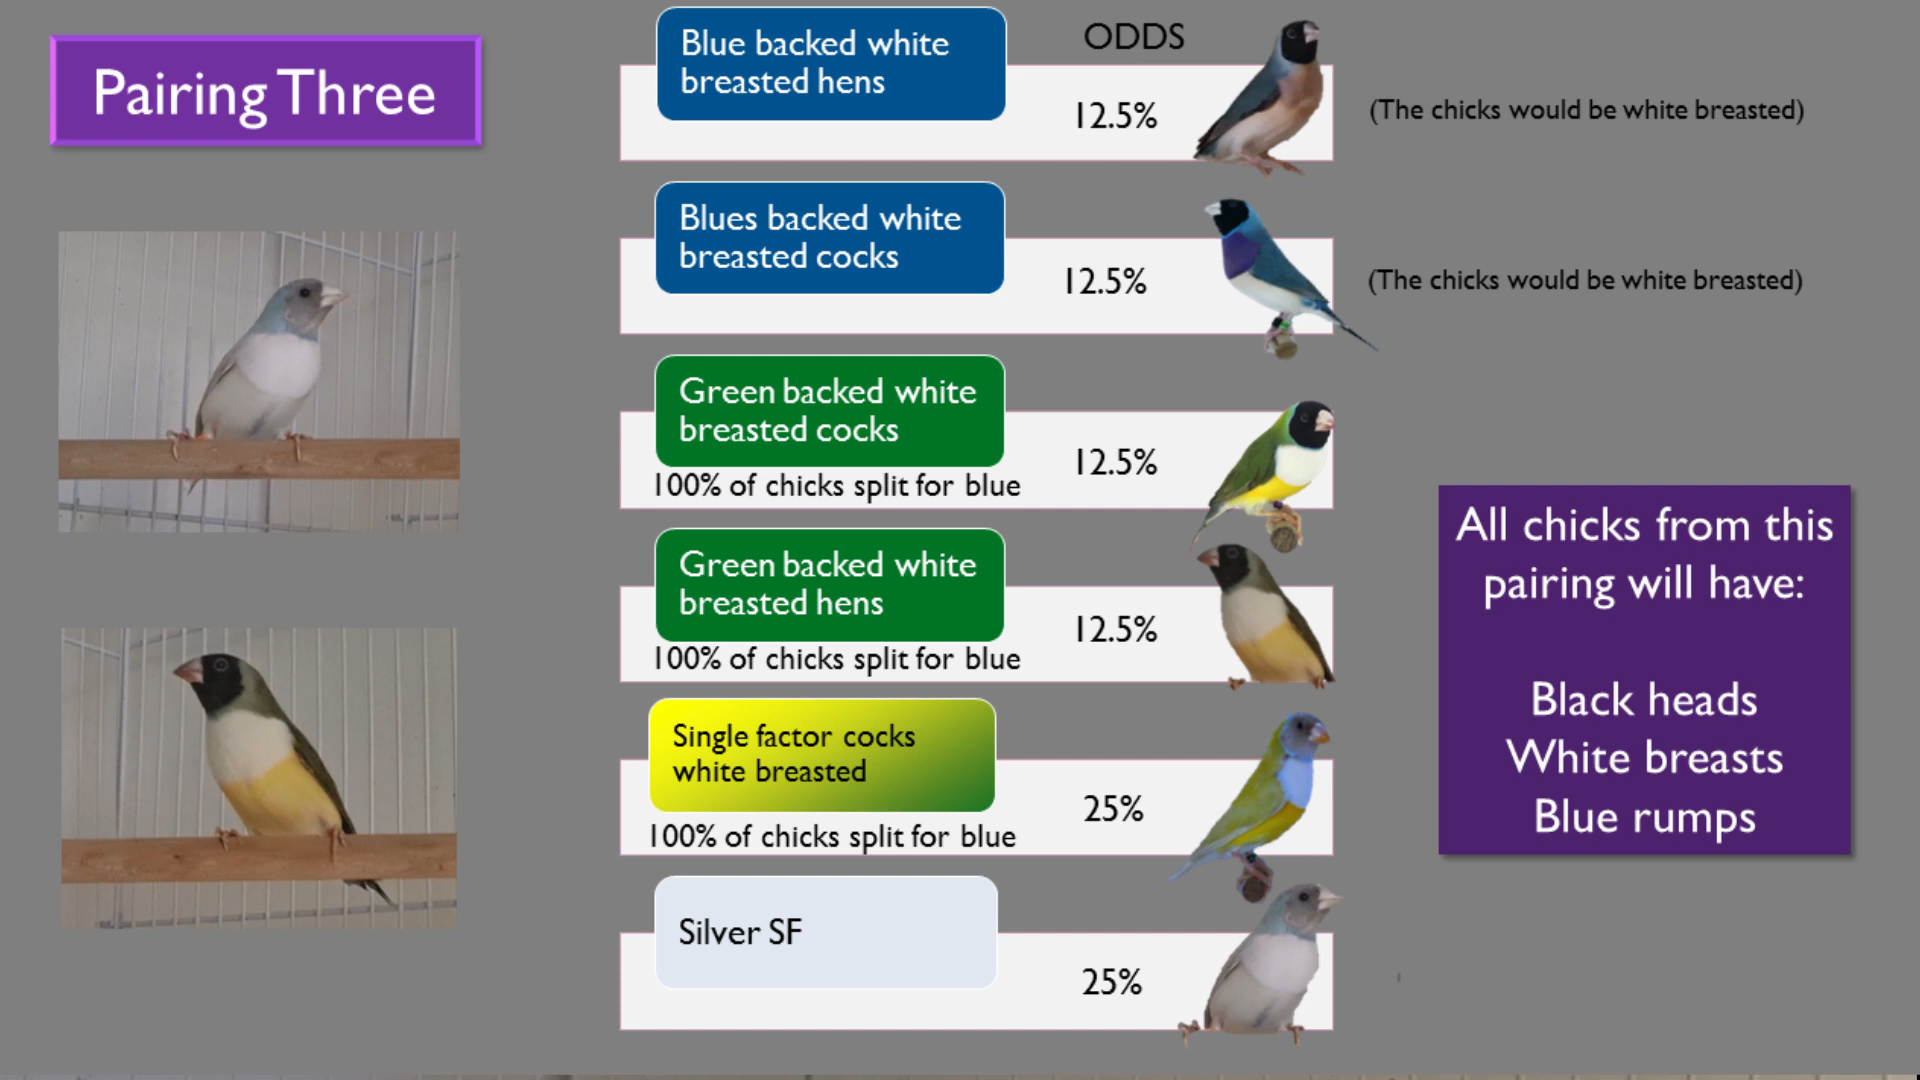 Pairing Three
ODDS
Blue backed white
breasted hens
12.5%
(The chicks would be white breasted)
Blues backed white
breasted cocks
12.5%
(The chicks would be white breasted)
Green backed white
breasted cocks
12.5%
100% of chicks split for blue
Green backed white
breasted hens
12.5%
100% of chicks split for blue
Single factor cocks
white breasted
25%
100% of chicks split for blue
Silver SF
25%
All chicks from this
pairing will have:
Black heads
White breasts
Blue rumps